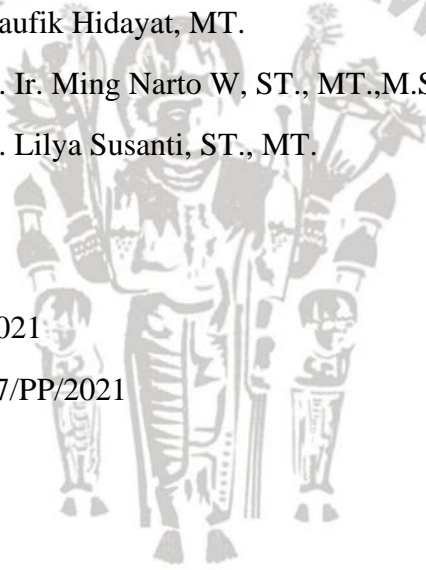 aufik Hidayat, MT.
. Ir. Ming Narto W, ST., MT.,M.S
. Lilya Susanti, ST., MT.
021
7/PP/2021